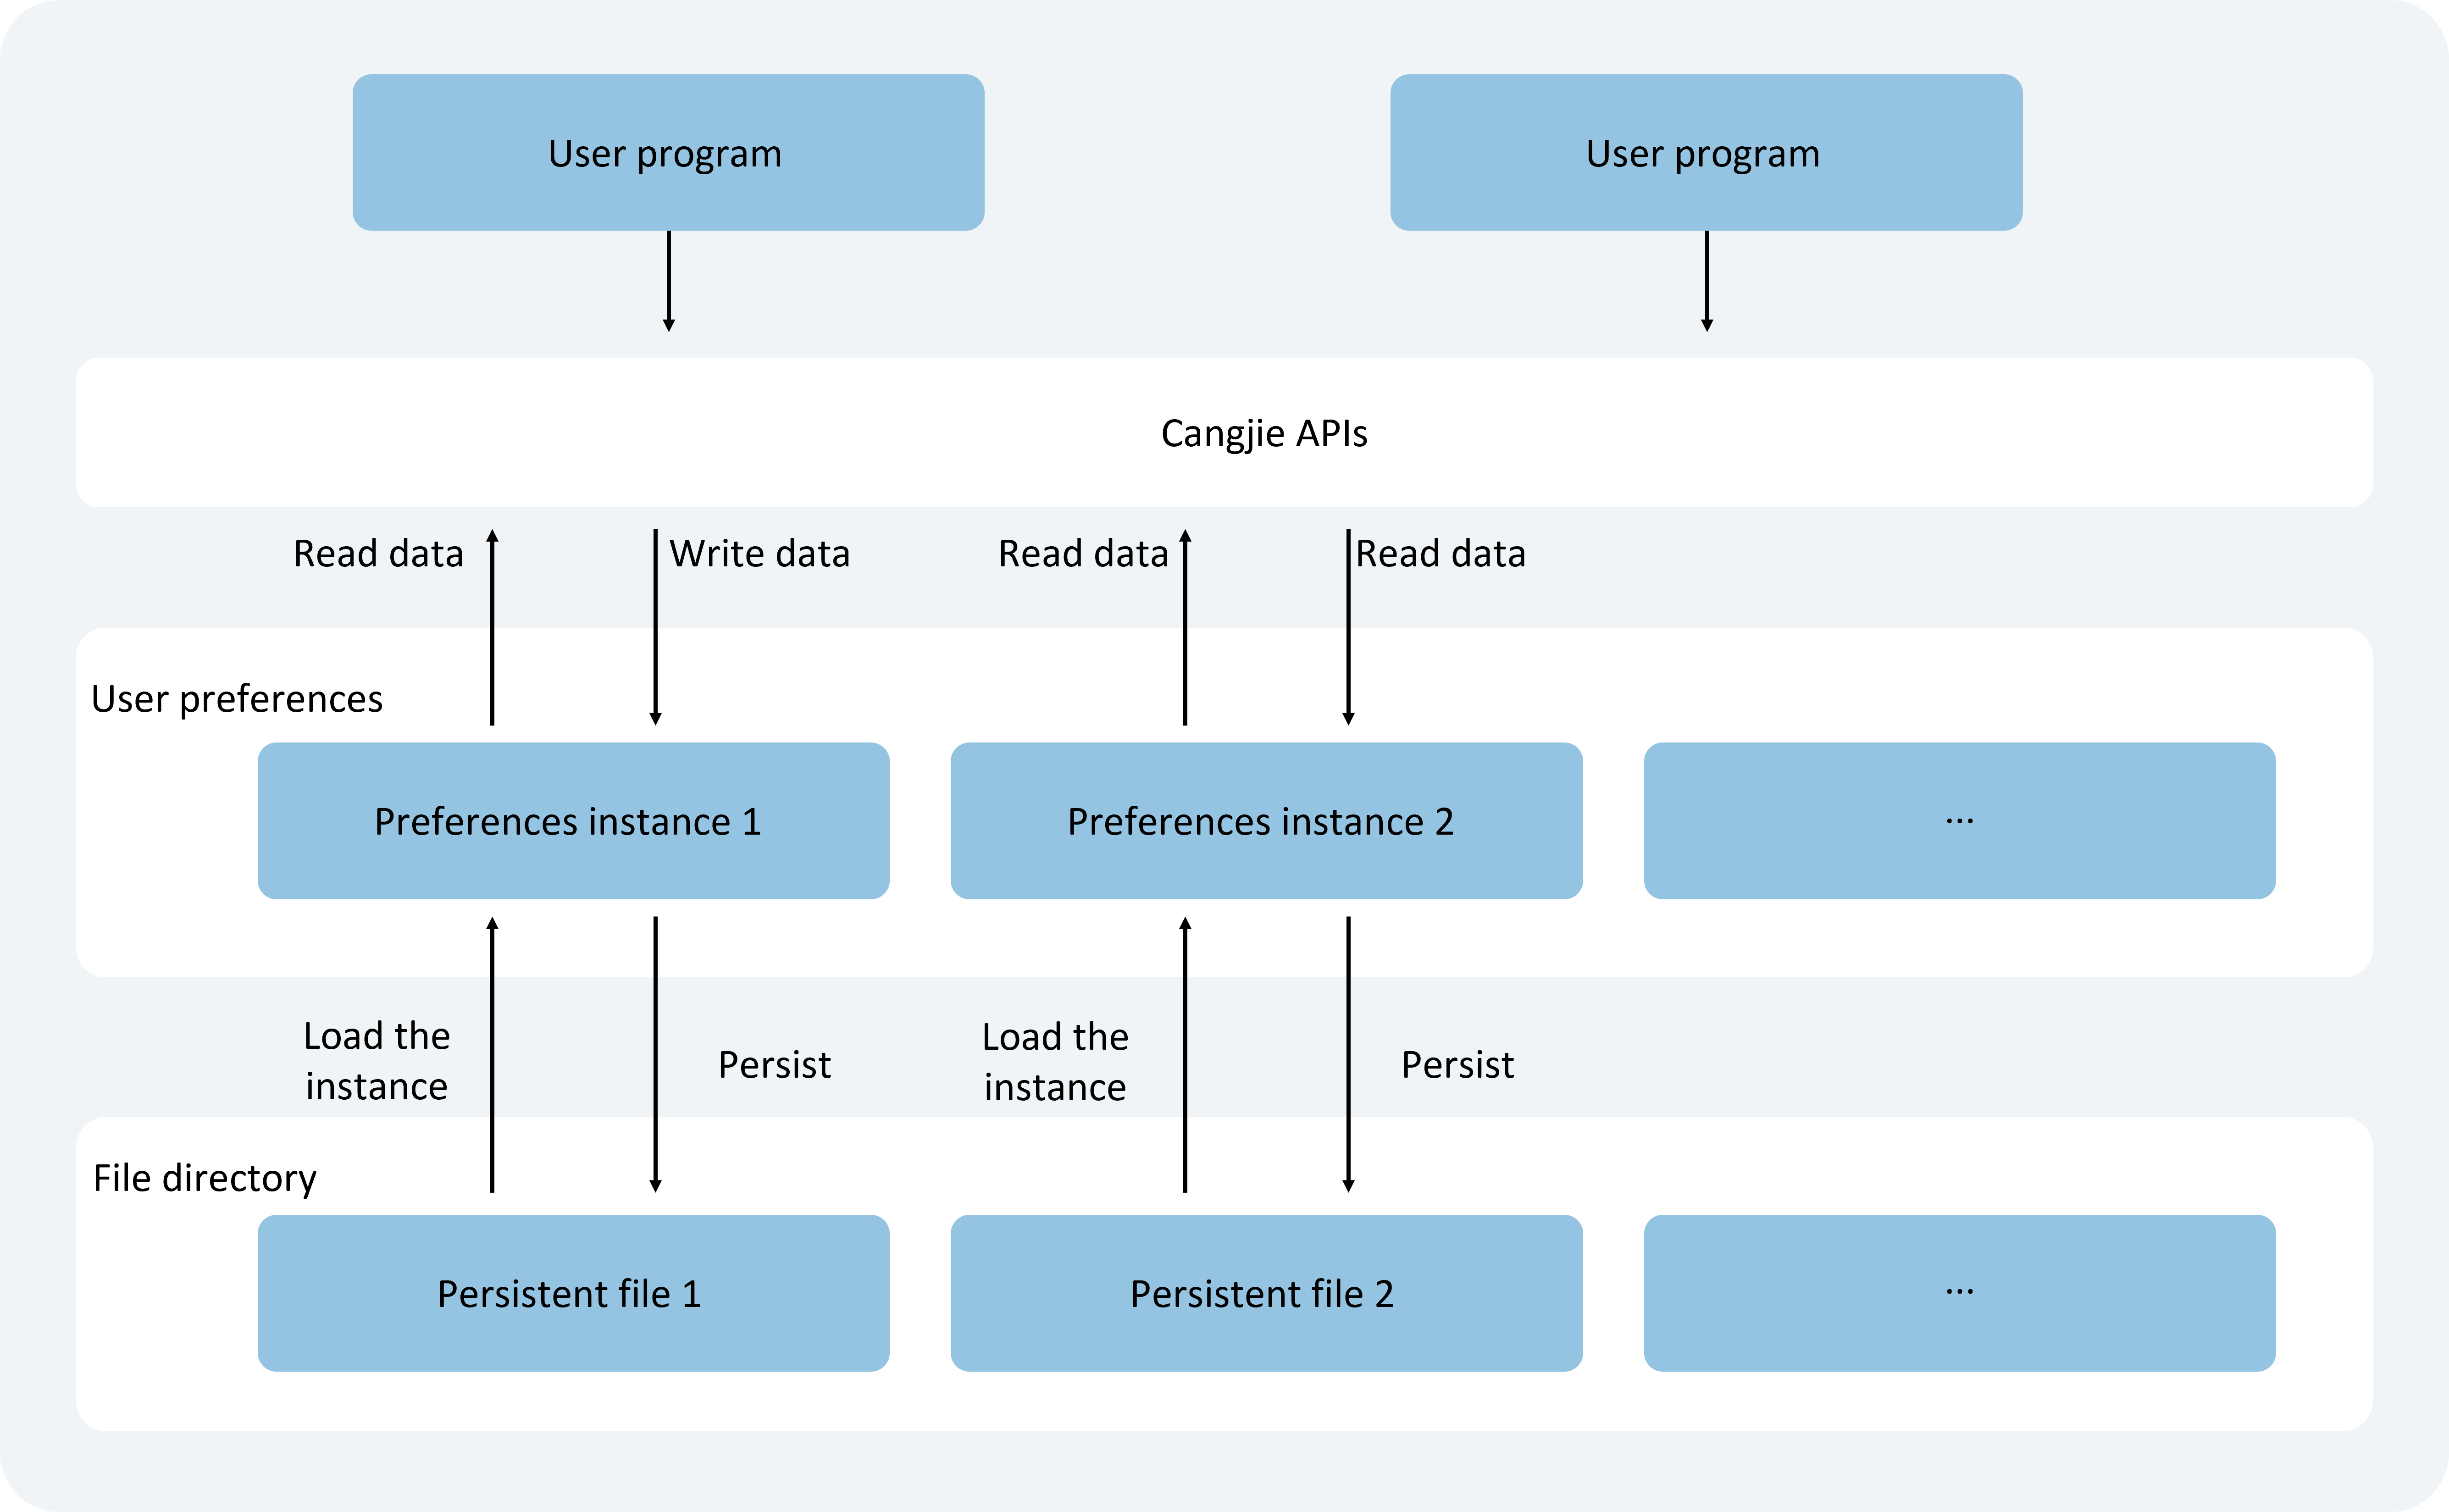 User program
User program
Cangjie APIs
Read data
Write data
Read data
Read data
User preferences
Preferences instance 1
Preferences instance 2
...
Load the
instance
Persist
Load the
instance
Persist
File directory
Persistent file 1
Persistent file 2
...